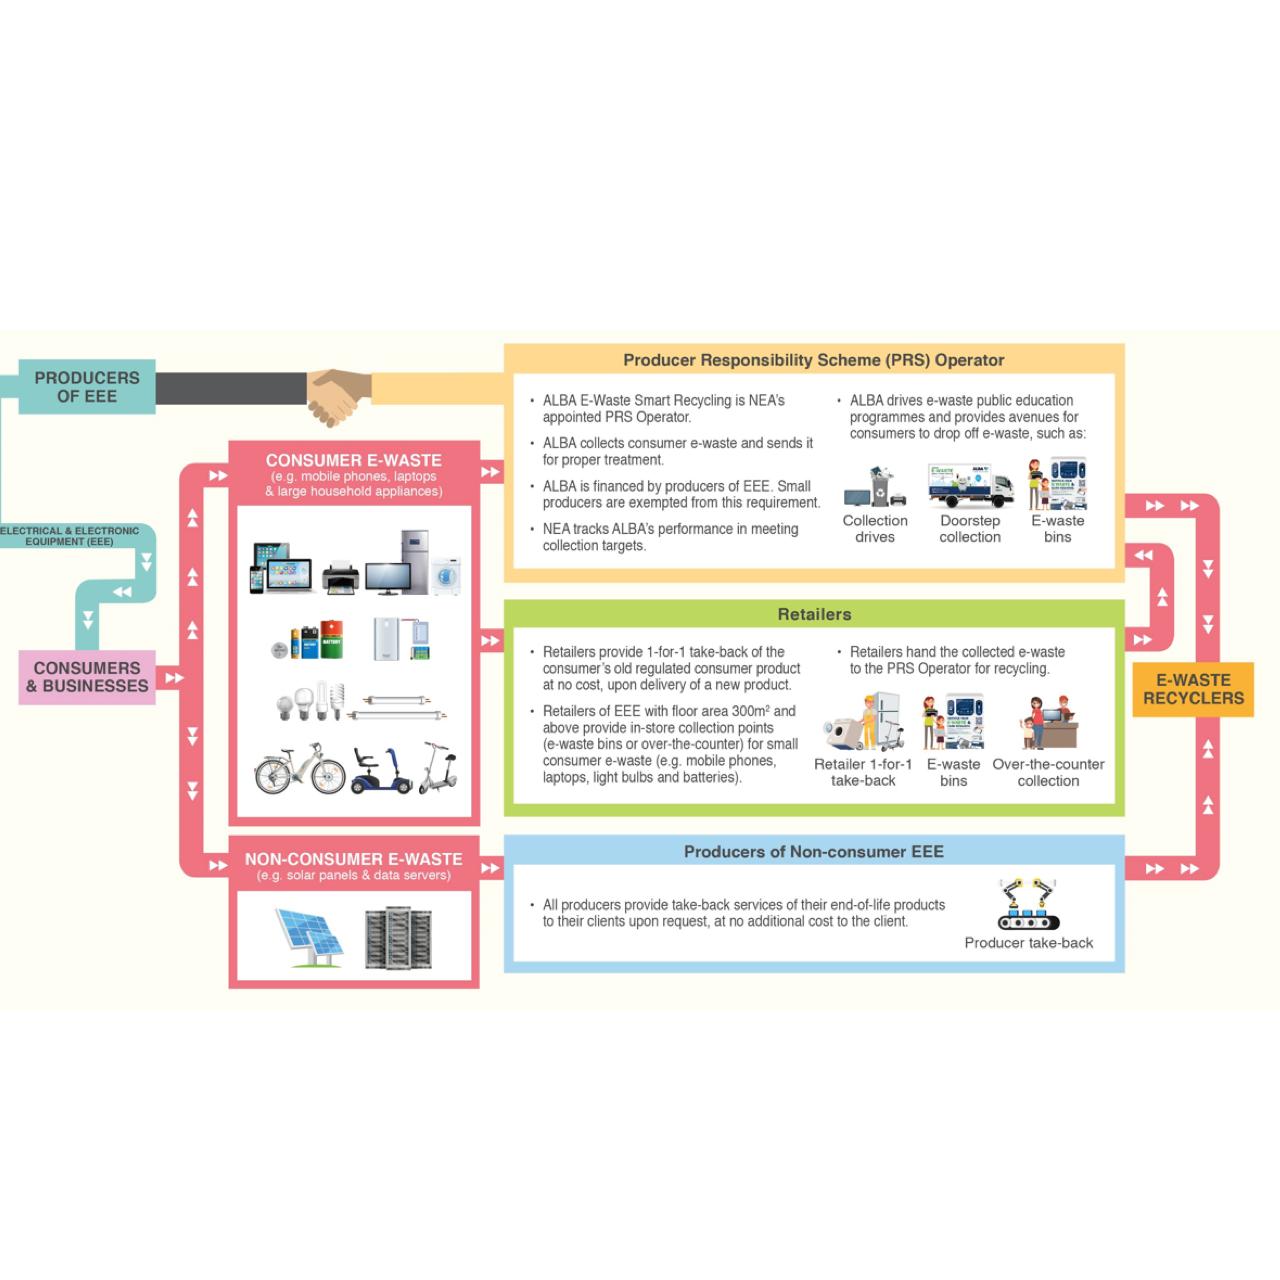 PRODUCERS
OF EEE
ELECTRICAL & ELECTRONIC
EQUIPMENT (EEE)
CONSUMERS
& BUSINESSES
CONSUMER E-WASTE
(e.g. mobile phones, laptops
& large household appliances)
BATTERY
NON-CONSUMER E-WASTE
(e.g. solar panels & data servers)
Producer Responsibility Scheme (PRS) Operator
• ALBA E-Waste Smart Recycling is NEA's
appointed PRS Operator.
• ALBA collects consumer e-waste and sends it
for proper treatment.
• ALBA is financed by producers of EEE. Small
producers are exempted from this requirement.
• NEA tracks ALBA's performance in meeting
collection targets.
• ALBA drives e-waste public education
programmes and provides avenues for
consumers to drop off e-waste, such as:
E-WASTE
ALBA
Collection
drives
Doorstep
collection
E-waste
bins
Retailers
• Retailers provide 1-for-1 take-back of the
consumer's old regulated consumer product
at no cost, upon delivery of a new product.
• Retailers of EEE with floor area 300m² and
above provide in-store collection points
(e-waste bins or over-the-counter) for small
consumer e-waste (e.g. mobile phones,
laptops, light bulbs and batteries).
• Retailers hand the collected e-waste
to the PRS Operator for recycling.
Retailer 1-for-1
take-back
E-waste
bins
Over-the-counter
collection
Producers of Non-consumer EEE
• All producers provide take-back services of their end-of-life products
to their clients upon request, at no additional cost to the client.
Producer take-back
E-WASTE
RECYCLERS